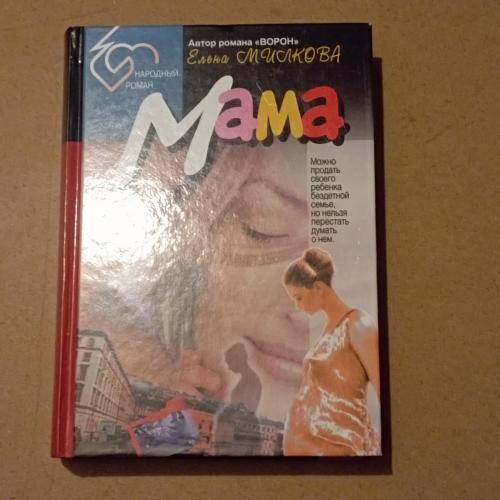 Автор романа «ВОРОН»
Елена МИЛКОВА
НАРОДНЫЙ
РОМАН
Мама
Можно
продать
своего
ребенка
бездетной
семье,
но нельзя
перестать
думать
о нем.